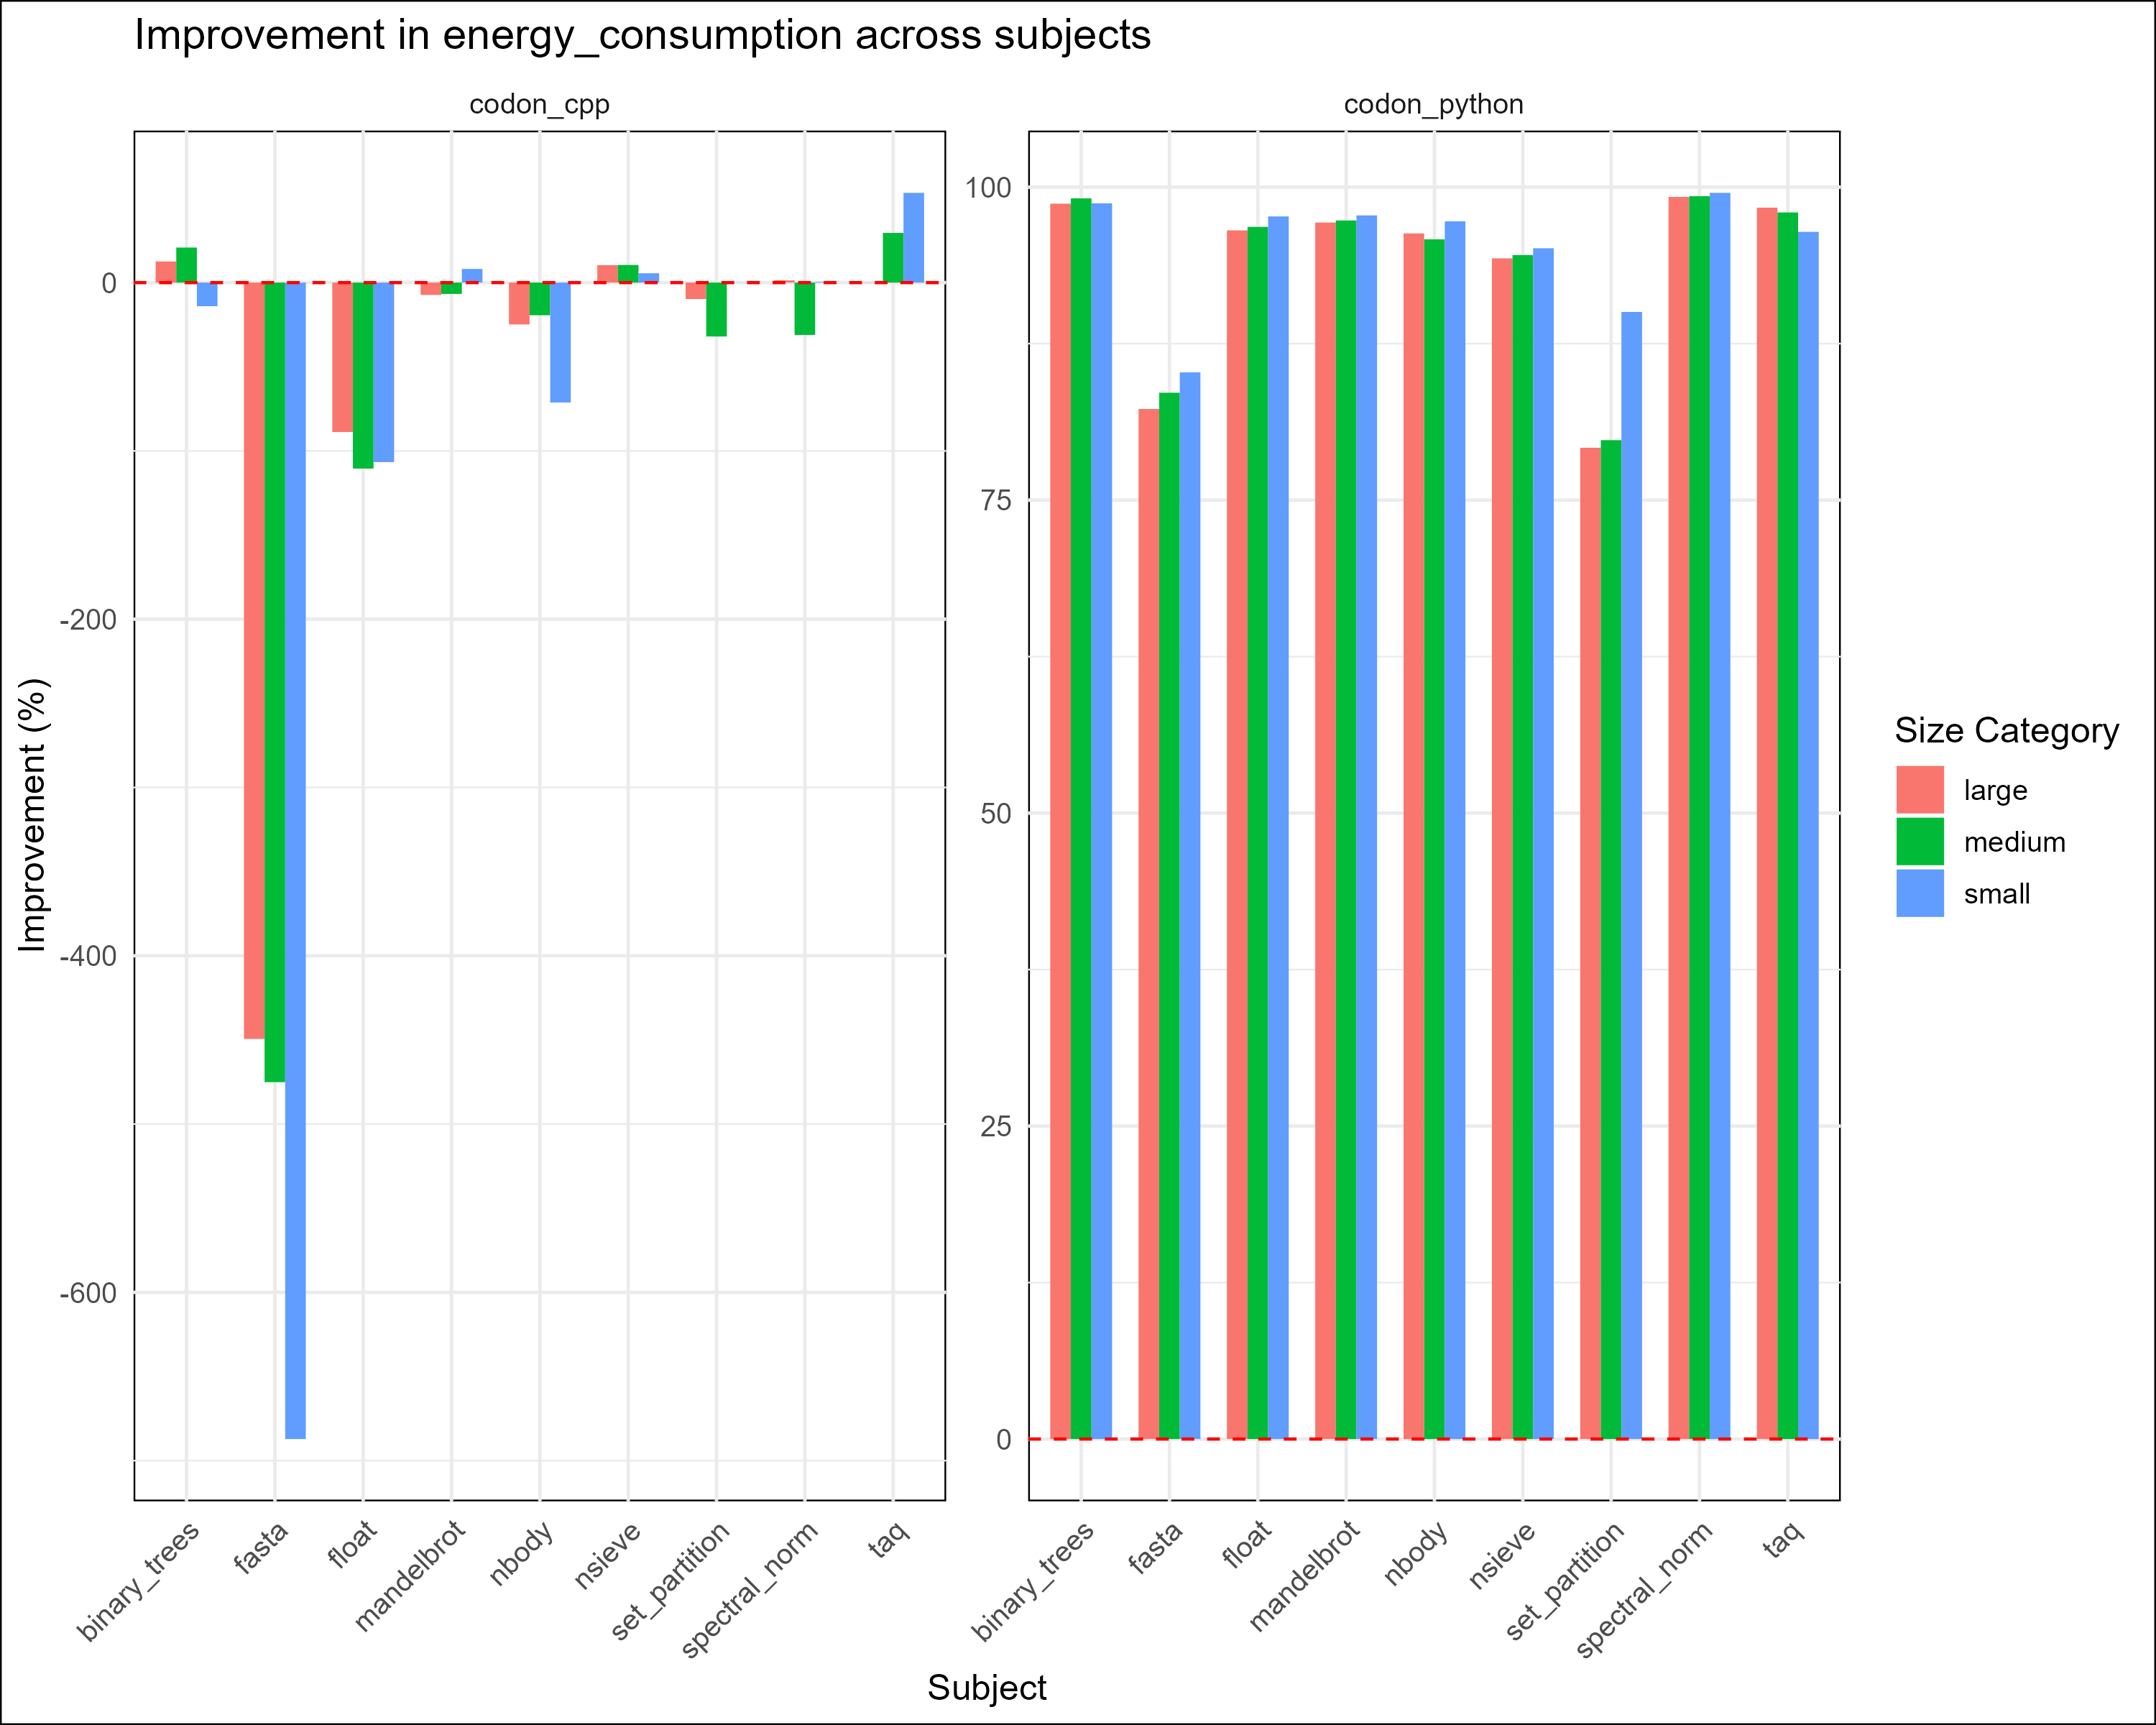 Improvement in energy_consumption across subjects
codon_cpp
codon_python
Improvement (%)
0
-200
-400
-600
100
75
50
25
0
binary_trees
fasta
float
mandelbrot
nbody
nsieve
set_partition
spectral_norm
taq
binary_trees
fasta
float
mandelbrot
nbody
nsieve
set_partition
spectral_norm
taq
Subject
Size Category
large
medium
small